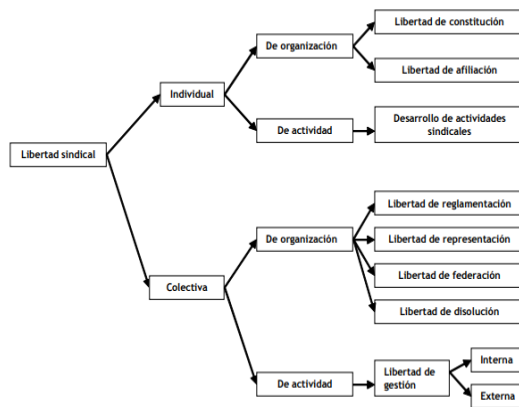 Libertad de constitución
De organización
Libertad de afiliación
Individual
De actividad
Desarrollo de actividades
sindicales
Libertad sindical
Libertad de reglamentación
De organización
Libertad de representación
Libertad de federación
Colectiva
Libertad de disolución
Interna
De actividad
Libertad de
gestión
Externa